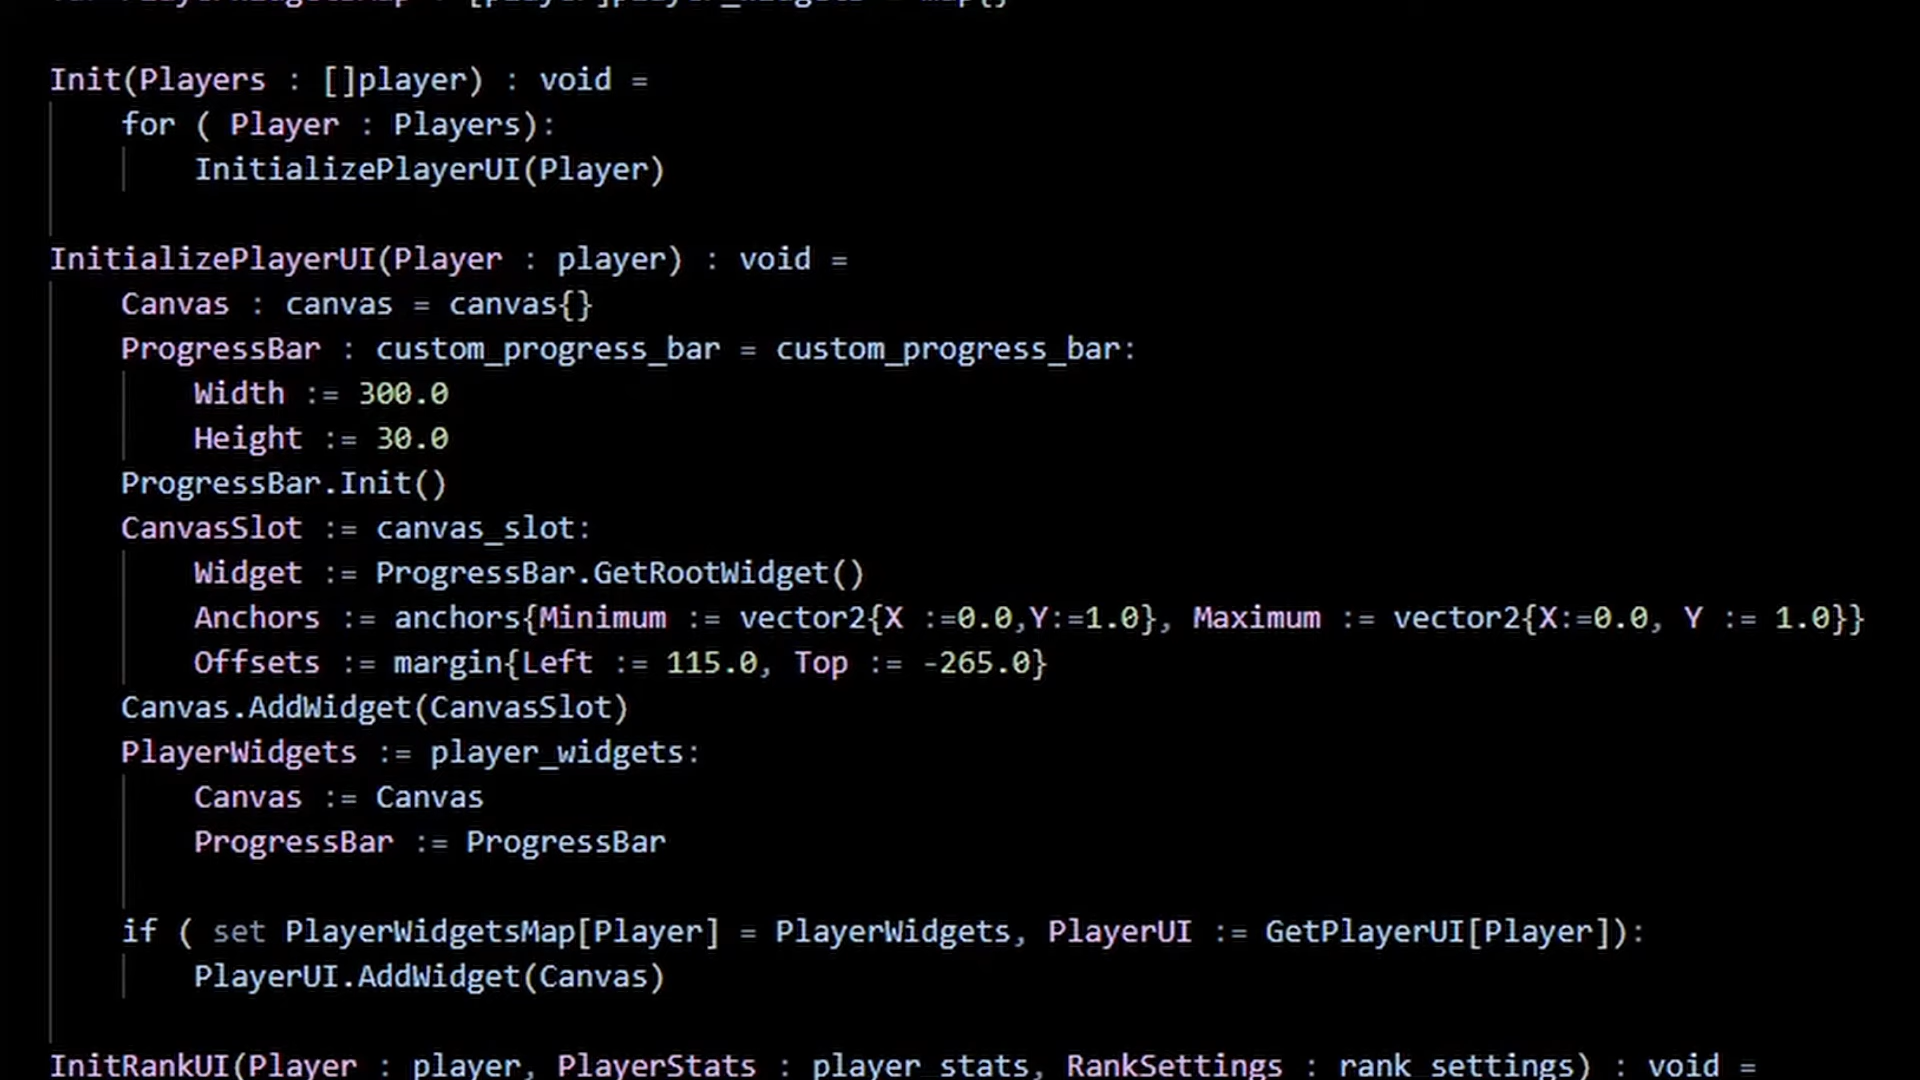 Init(Players : []player) : void =
for ( Player : Players):
InitializePlayerUI(Player)
InitializePlayerUI(Player : player) : void =
Canvas : canvas = canvas{}
ProgressBar : custom_progress_bar = custom_progress_bar:
Width := 300.0
Height := 30.0
ProgressBar.Init()
CanvasSlot := canvas_slot:
Widget := ProgressBar.GetRootWidget()
Anchors := anchors{Minimum := vector2{X :=0.0,Y:=1.0}, Maximum := vector2{X:=0.0, Y := 1.0}}
Offsets := margin{Left := 115.0, Top := -265.0}
Canvas.AddWidget(CanvasSlot)
PlayerWidgets := player_widgets:
Canvas := Canvas
ProgressBar := ProgressBar
if ( set PlayerWidgetsMap[Player] = PlayerWidgets, PlayerUI := GetPlayerUI[Player]):
PlayerUI.AddWidget(Canvas)
InitRankUI(Player : player, PlayerStats : player_stats, RankSettings : rank_settings) : void =